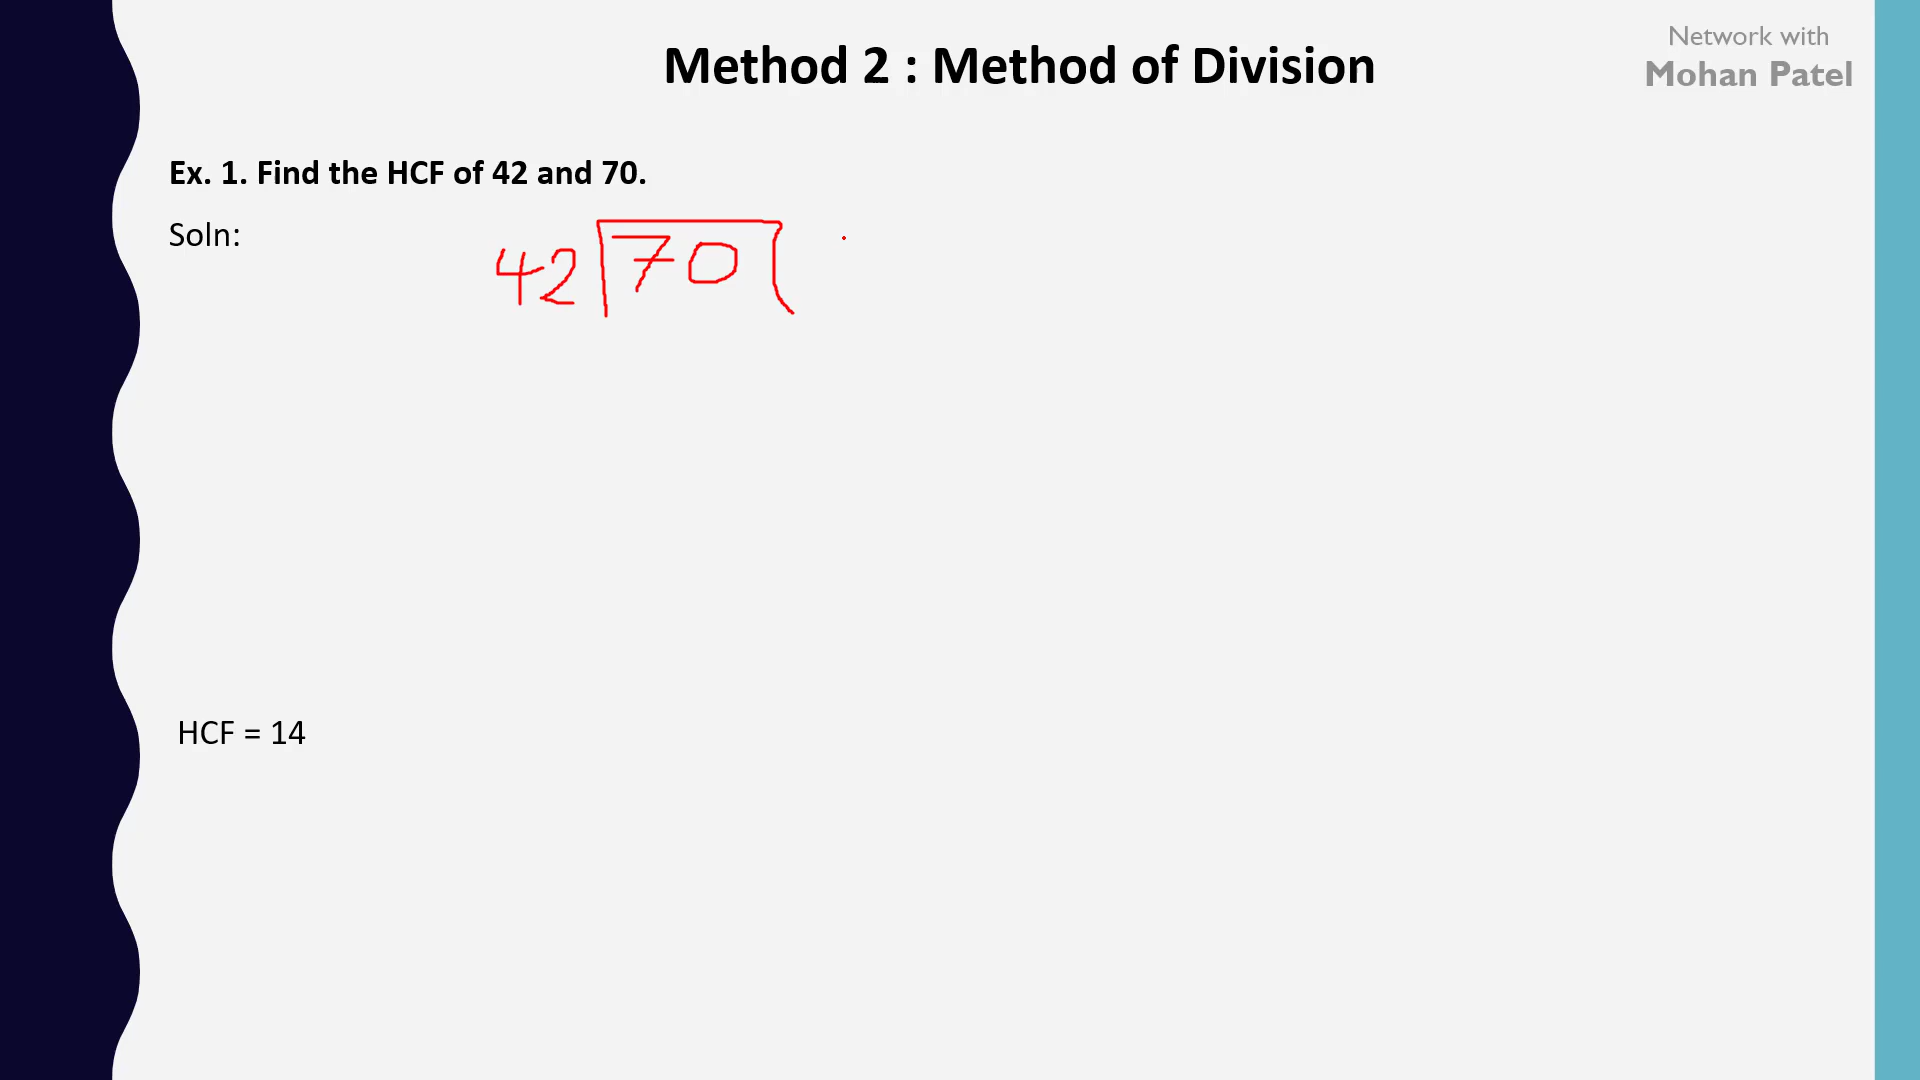 Method 2 : Method of Division
Network with
Mohan Patel
Ex. 1. Find the HCF of 42 and 70.
Soln:
42 70
HCF = 14